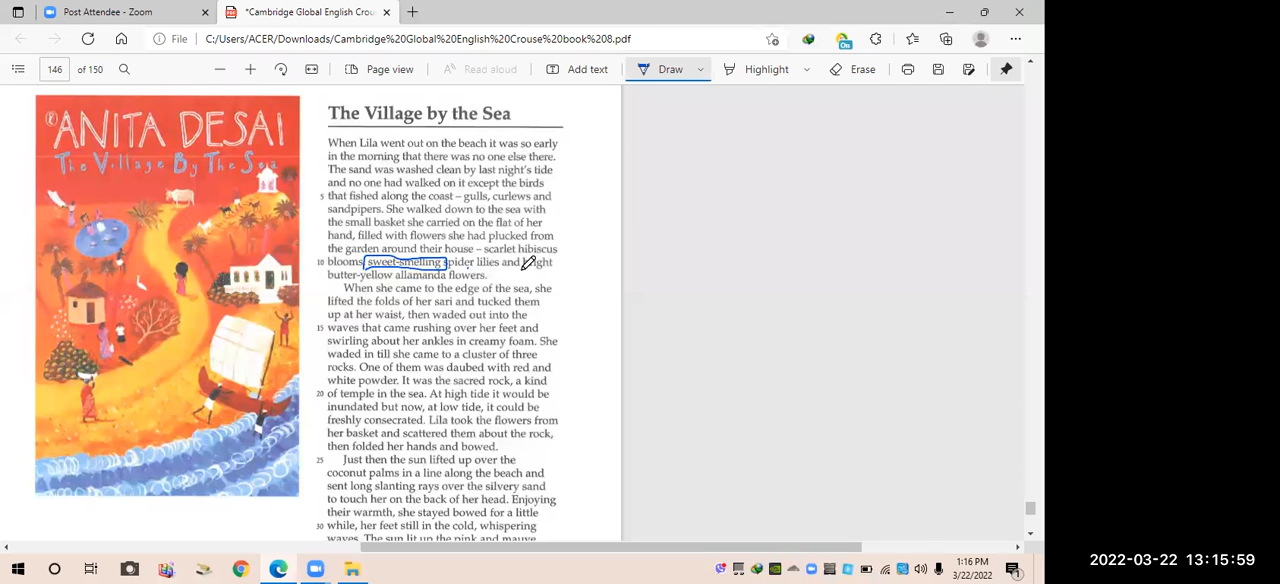 Post Attendee - Zoom
*Cambridge Global English Crou
File
C:/Users/ACER/Downloads/Cambridge%20Global%20English%20Crouse%20book%208.pdf
On
146 of 150
Page view
Read aloud
Add text
Draw
Highlight
Erase
ANITA DESAI
The Village By The Sea
The Village by the Sea
When Lila went out on the beach it was so early
in the morning that there was no one else there.
The sand was washed clean by last night's tide
and no one had walked on it except the birds
5 that fished along the coast – gulls, curlews and
sandpipers. She walked down to the sea with
the small basket she carried on the flat of her
hand, filled with flowers she had plucked from
the garden around their house – scarlet hibiscus
10 blooms, sweet-smelling spider lilies and bright
butter-yellow allamanda flowers.
When she came to the edge of the sea, she
lifted the folds of her sari and tucked them
up at her waist, then waded out into the
15 waves that came rushing over her feet and
swirling about her ankles in creamy foam. She
waded in till she came to a cluster of three
rocks. One of them was daubed with red and
white powder. It was the sacred rock, a kind
20 of temple in the sea. At high tide it would be
inundated but now, at low tide, it could be
freshly consecrated. Lila took the flowers from
her basket and scattered them about the rock,
then folded her hands and bowed.
25 Just then the sun lifted up over the
coconut palms in a line along the beach and
sent long slanting rays over the silvery sand
to touch her on the back of her head. Enjoying
their warmth, she stayed bowed for a little
30 while, her feet still in the cold, whispering
waves. The sun lit up the pink and mauve
1:16 PM
3/22/2022
2022-03-22 13:15:59